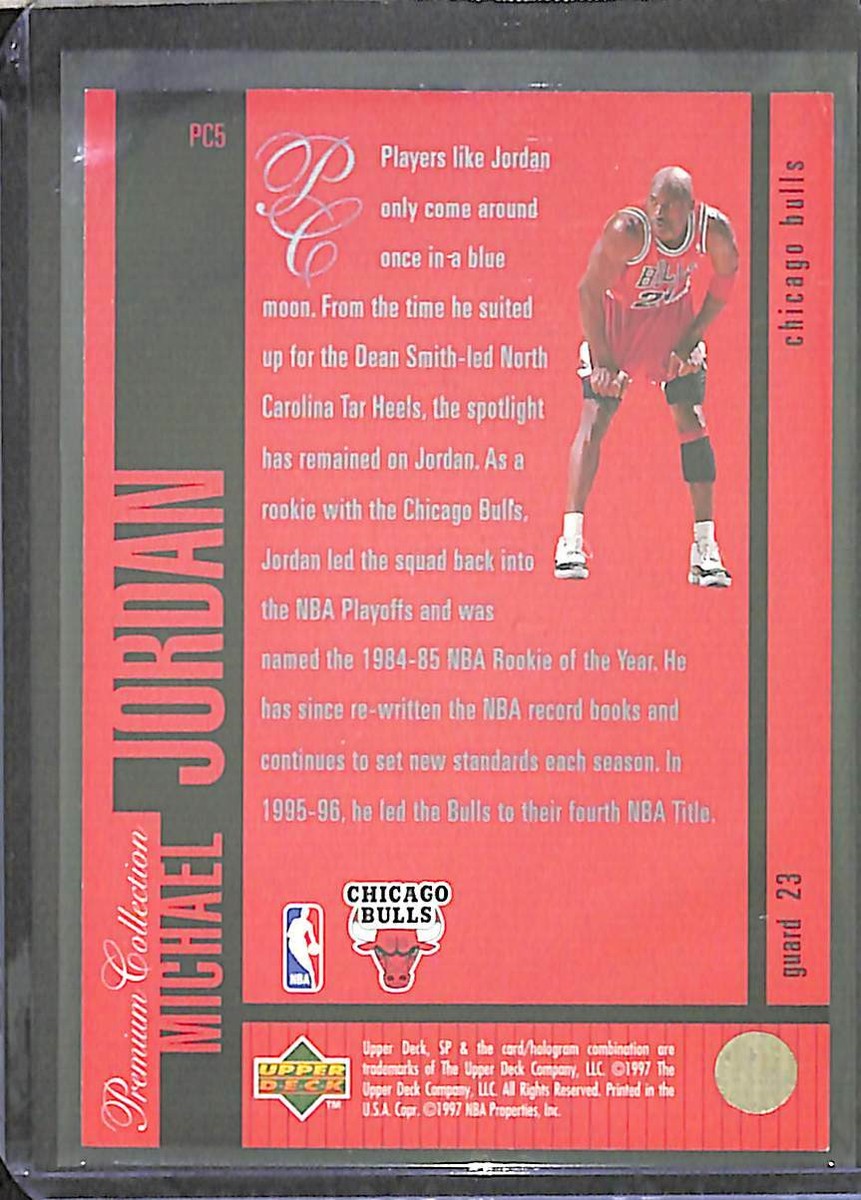 PC5
PC
Players like Jordan
only come around
once in a blue
moon. From the time he suited
up for the Dean Smith-led North
Carolina Tar Heels, the spotlight
has remained on Jordan. As a
rookie with the Chicago Bulls,
Jordan led the squad back into
the NBA Playoffs and was
named the 1984-85 NBA Rookie of the Year. He
has since re-written the NBA record books and
continues to set new standards each season. In
1995-96, he led the Bulls to their fourth NBA Title.
Premium Collection
MICHAEL JORDAN
chicago bulls
guard 23
BULLS
NBA
CHICAGO
BULLS
UPPER
DECK
TM
Upper Deck, SP & the card/hologram combination are
trademarks of The Upper Deck Company, LLC. ©1997 The
Upper Deck Company, LLC. All Rights Reserved. Printed in the
U.S.A. Copr. ©1997 NBA Properties, Inc.